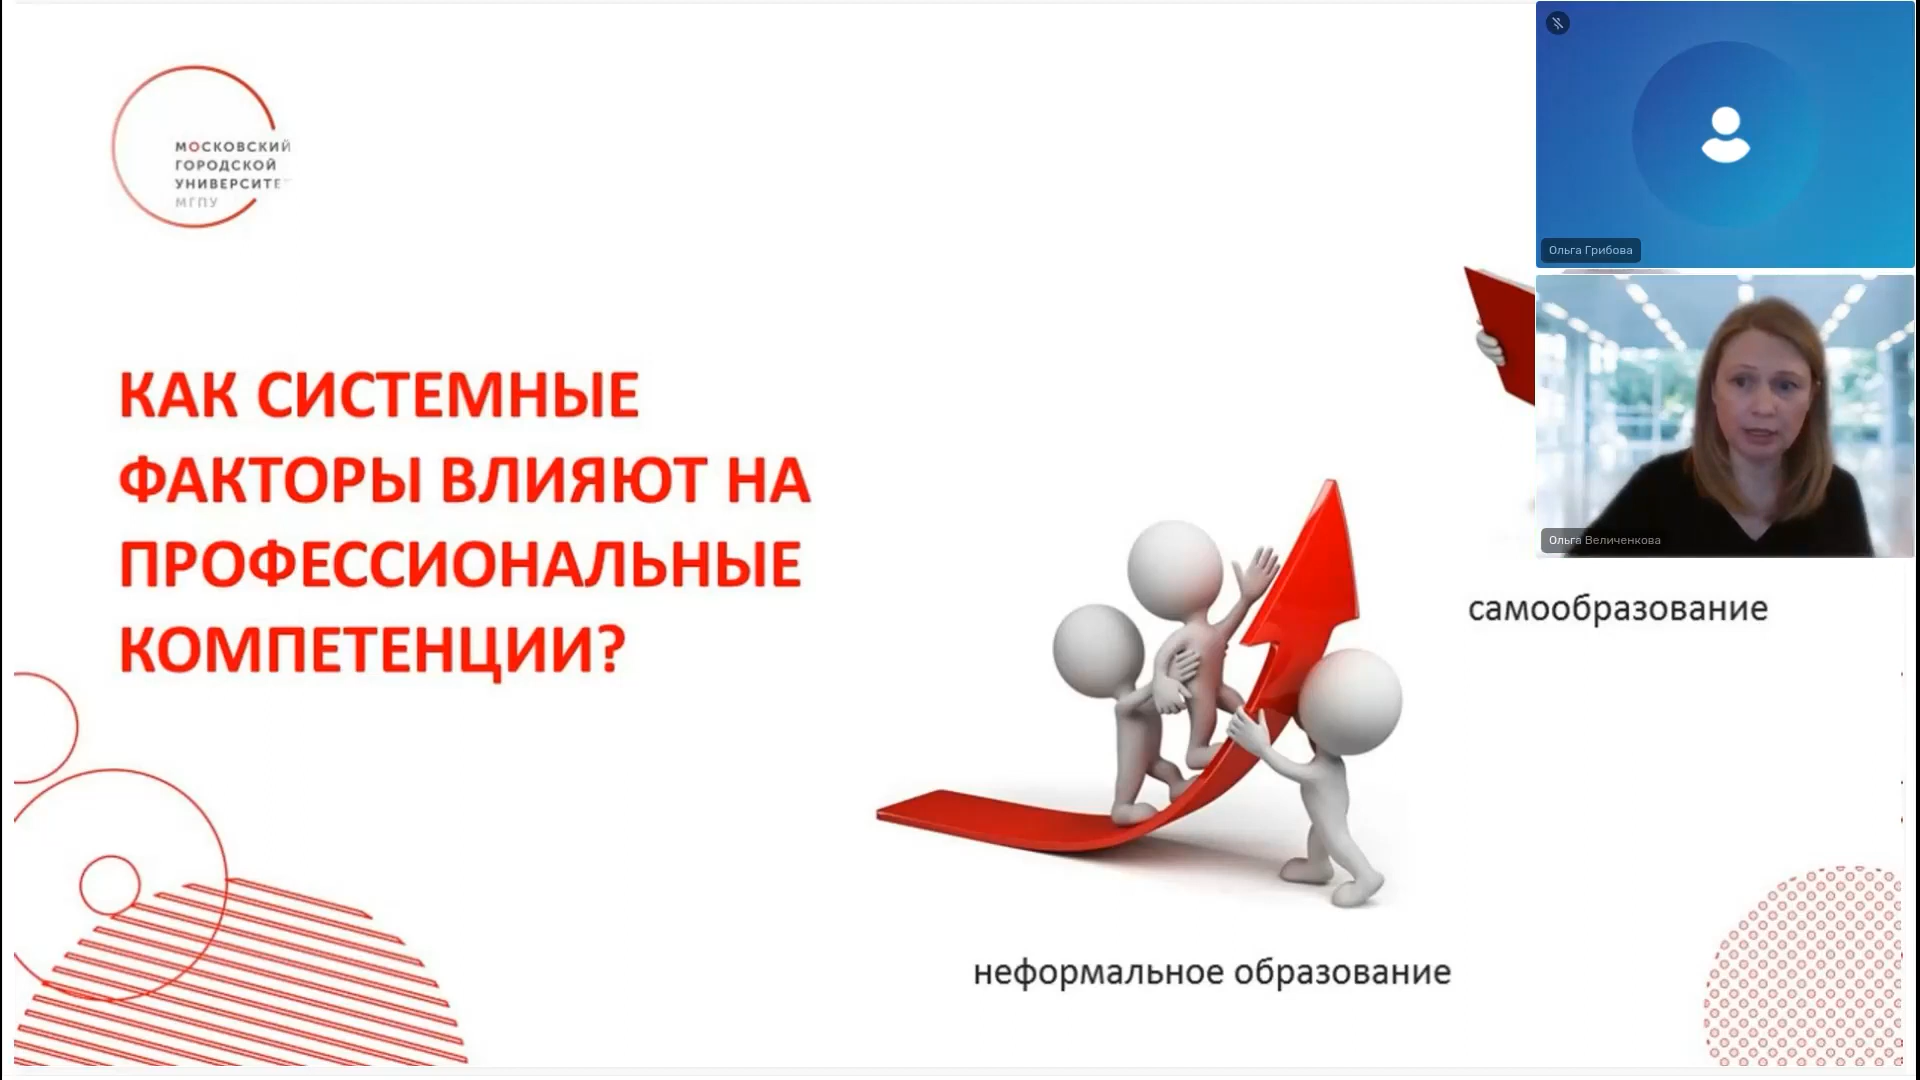 МОСКОВСКИЙ
ГОРОДСКОЙ
УНИВЕРСИТЕТ
МГПУ
КАК СИСТЕМНЫЕ
ФАКТОРЫ ВЛИЯЮТ НА
ПРОФЕССИОНАЛЬНЫЕ
КОМПЕТЕНЦИИ?
Ольга Грибова
Ольга Величенкова
самообразование
неформальное образование